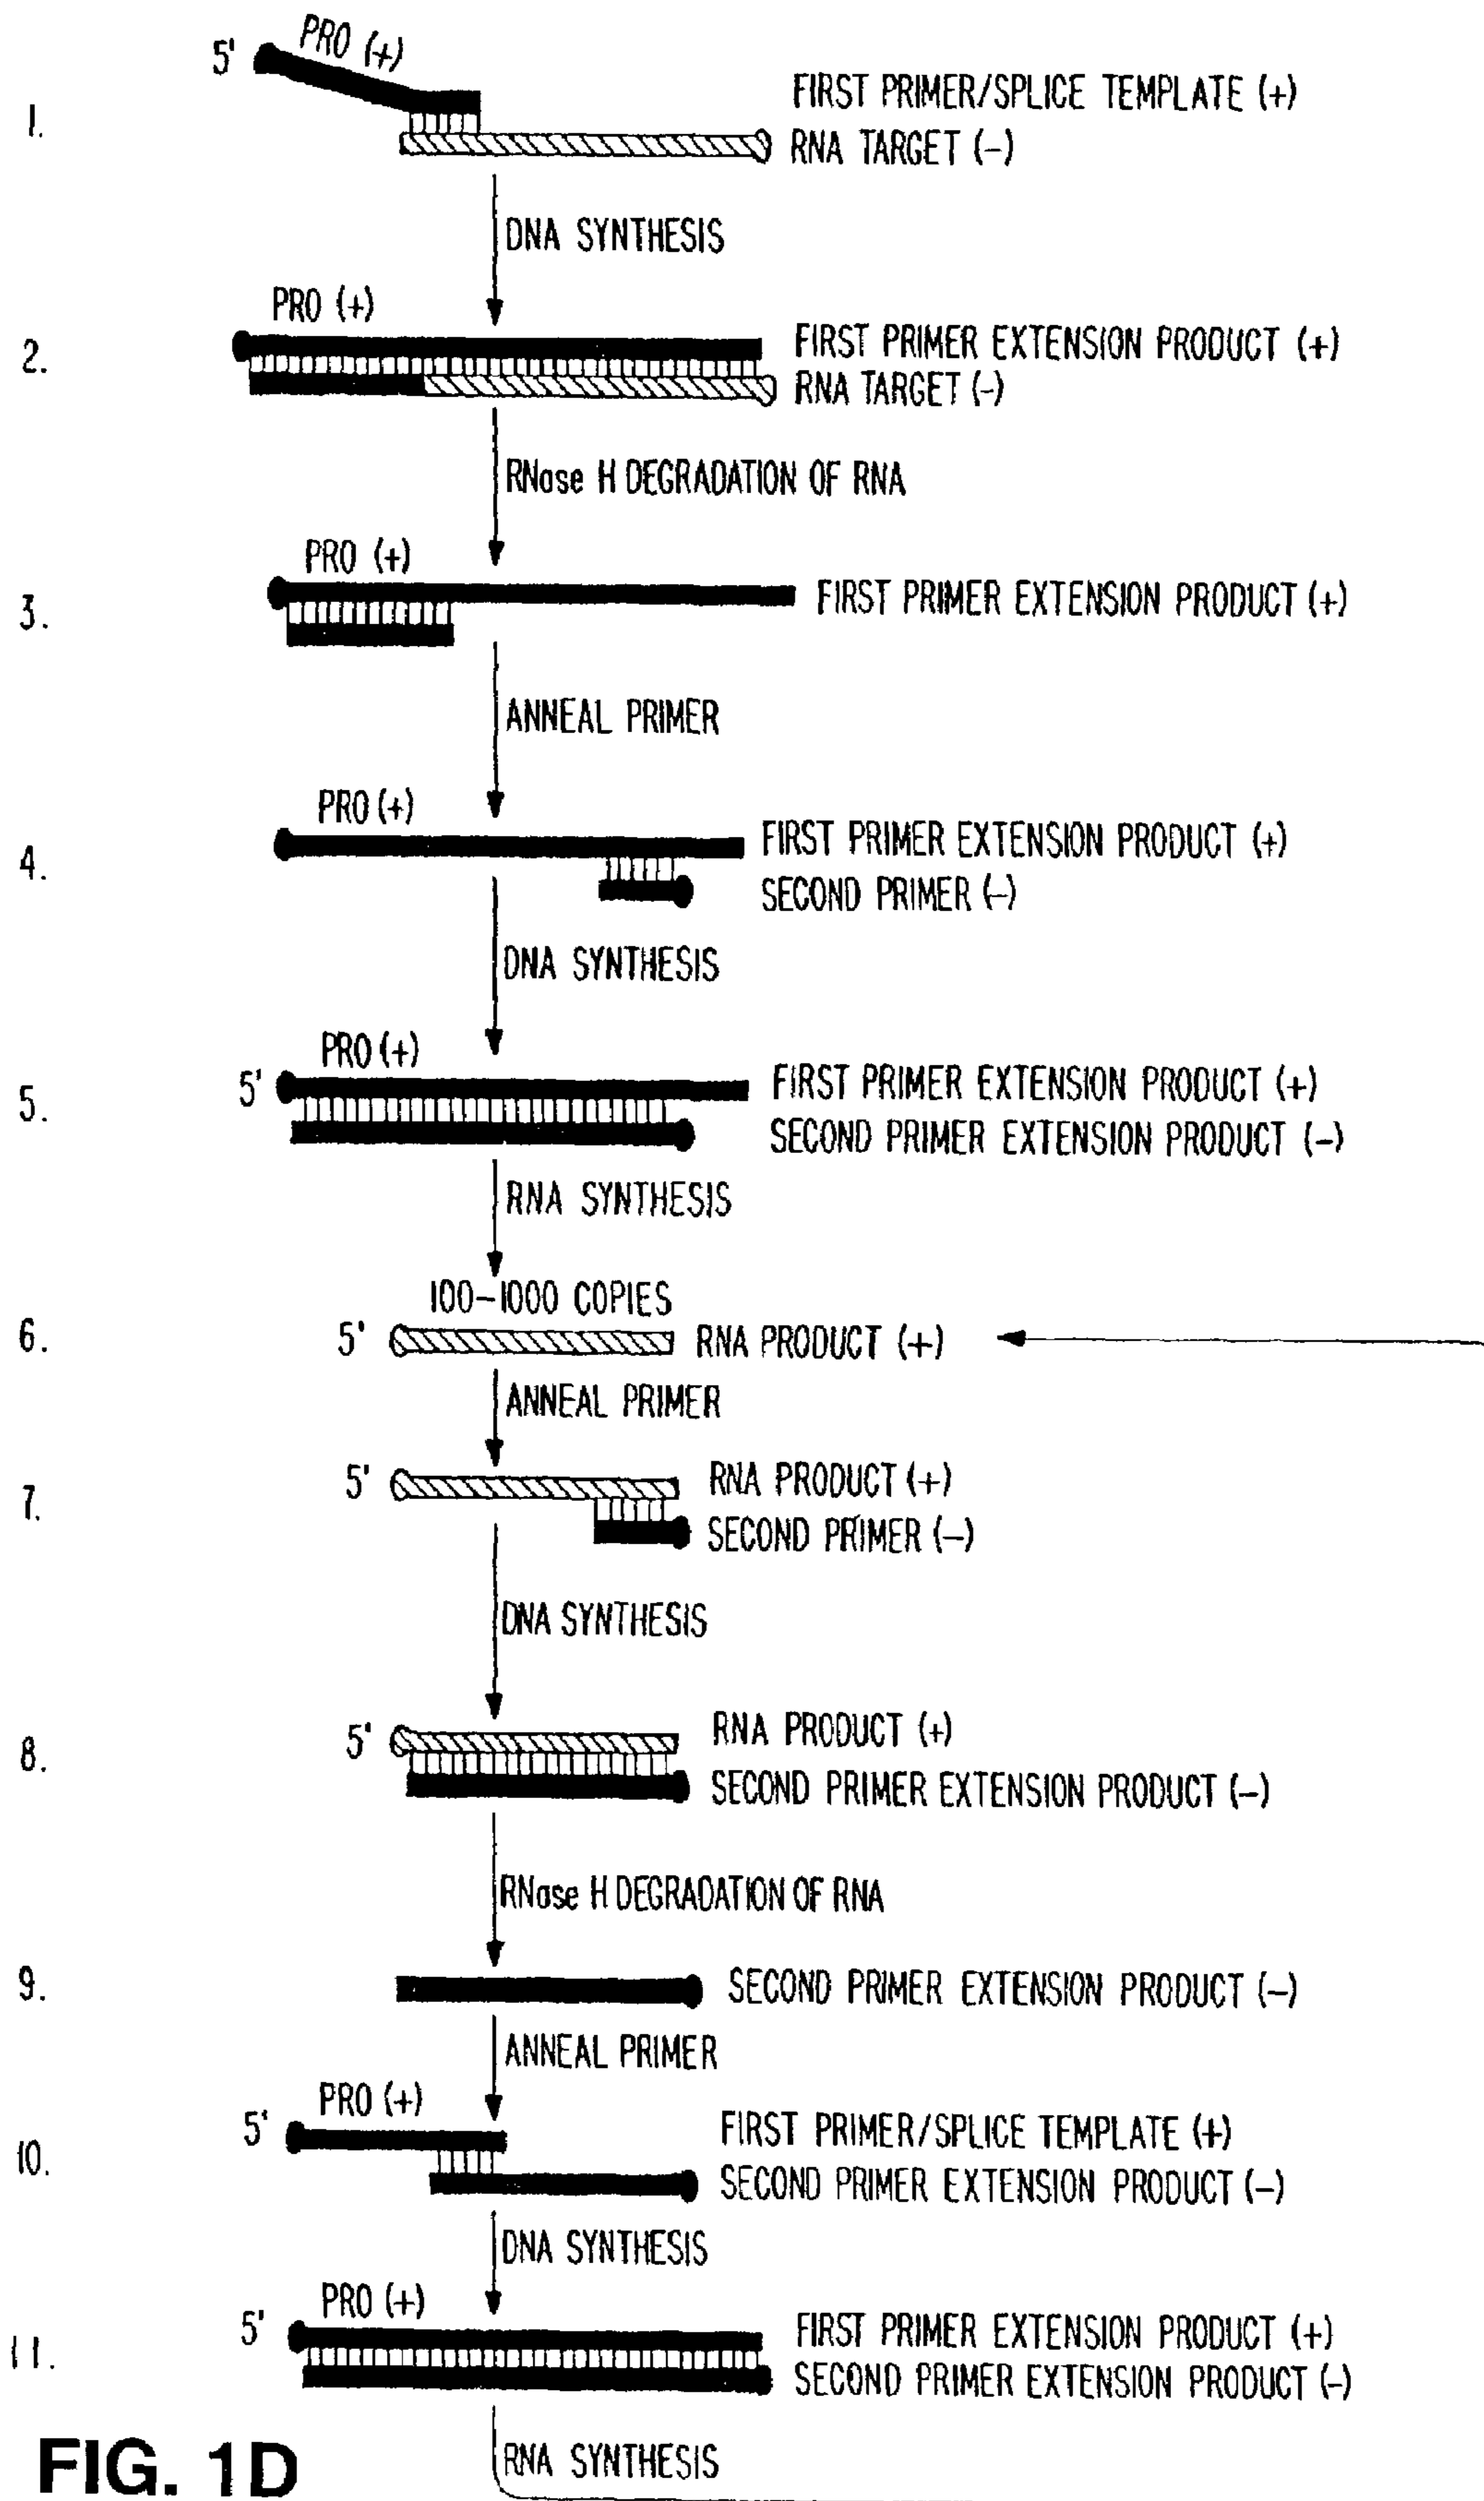 5' PRO (+)
1.
FIRST PRIMER/SPLICE TEMPLATE (+)
RNA TARGET (-)
DNA SYNTHESIS
PRO (+)
2.
FIRST PRIMER EXTENSION PRODUCT (+)
RNA TARGET (-)
RNase H DEGRADATION OF RNA
PRO (+)
3.
FIRST PRIMER EXTENSION PRODUCT (+)
ANNEAL PRIMER
PRO (+)
4.
FIRST PRIMER EXTENSION PRODUCT (+)
SECOND PRIMER (-)
DNA SYNTHESIS
PRO (+)
5. 5'
FIRST PRIMER EXTENSION PRODUCT (+)
SECOND PRIMER EXTENSION PRODUCT (-)
RNA SYNTHESIS
100-1000 COPIES
6. 5' RNA PRODUCT (+)
ANNEAL PRIMER
7. 5' RNA PRODUCT (+)
SECOND PRIMER (-)
DNA SYNTHESIS
8. 5' RNA PRODUCT (+)
SECOND PRIMER EXTENSION PRODUCT (-)
RNase H DEGRADATION OF RNA
9. SECOND PRIMER EXTENSION PRODUCT (-)
ANNEAL PRIMER
PRO (+)
10. 5' FIRST PRIMER/SPLICE TEMPLATE (+)
SECOND PRIMER EXTENSION PRODUCT (-)
DNA SYNTHESIS
PRO (+)
11. 5' FIRST PRIMER EXTENSION PRODUCT (+)
SECOND PRIMER EXTENSION PRODUCT (-)
RNA SYNTHESIS
FIG. 1D